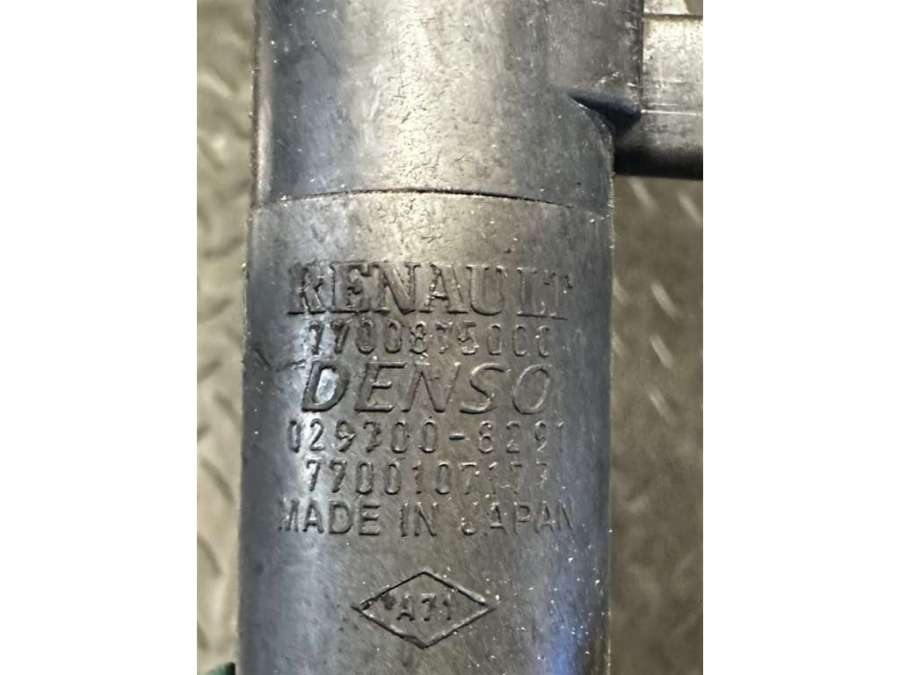 RENAULT
7700875000
DENSO
029700-8291
7700107177
MADE IN JAPAN
A71